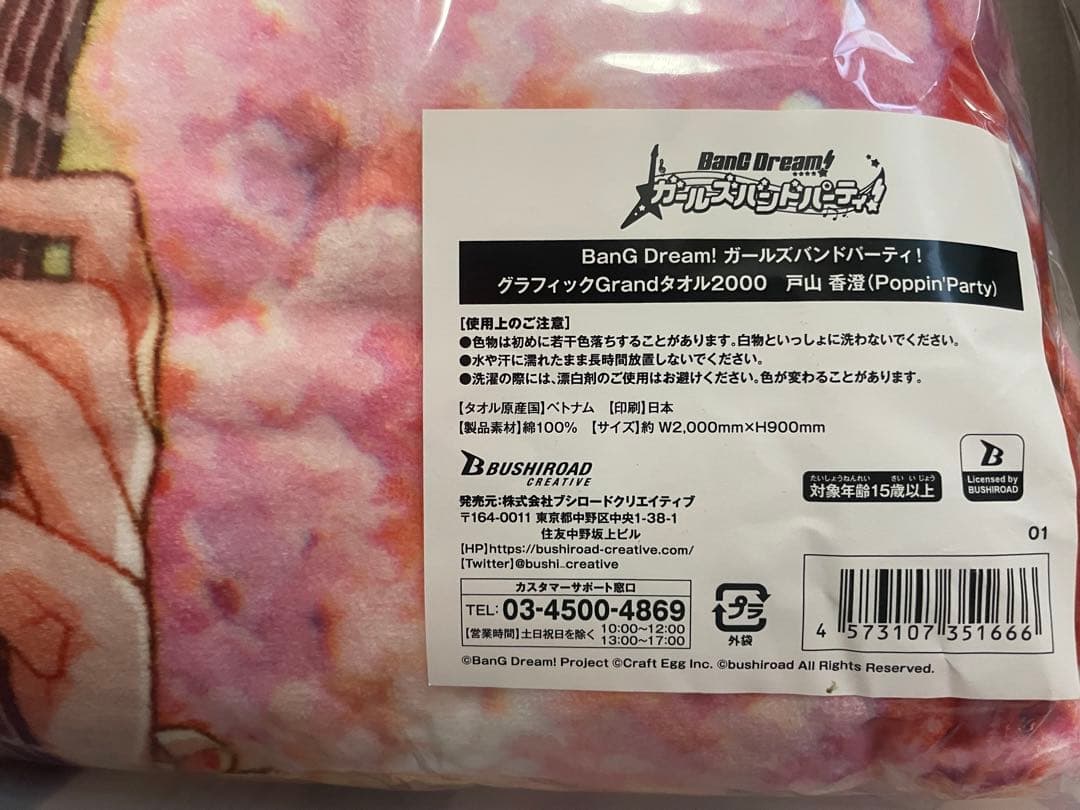 BanG Dream!
ガールズバンドパーティ!
BanG Dream! ガールズバンドパーティ!
グラフィックGrandタオル2000 戸山 香澄(Poppin'Party)
【使用上のご注意】
●色物は初めに若干色落ちすることがあります。白物といっしょに洗わないでください。
●水や汗に濡れたまま長時間放置しないでください。
●洗濯の際には、漂白剤のご使用はお避けください。色が変わることがあります。
【タオル原産国】ベトナム 【印刷】日本
【製品素材】綿100% 【サイズ】約 W2,000mm×H900mm
BUSHIROAD
CREATIVE
発売元:株式会社ブシロードクリエイティブ
〒164-0011 東京都中野区中央1-38-1
住友中野坂上ビル
【HP】https://bushiroad-creative.com/
【Twitter】@bushi_creative
カスタマーサポート窓口
TEL: 03-4500-4869
【営業時間】土日祝日を除く 10:00~12:00
13:00~17:00
たいしょうねんれい さい いじょう
対象年齢15歳以上
B
Licensed by
BUSHIROAD
プラ
外袋
01
4 573107 351666
©BanG Dream! Project ©Craft Egg Inc. ©bushiroad All Rights Reserved.